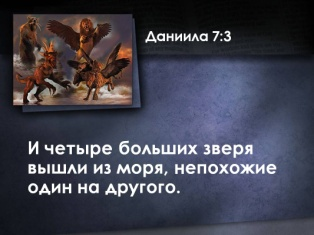 Даниила 7:3
И четыре больших зверя
вышли из моря, непохожие
один на другого.